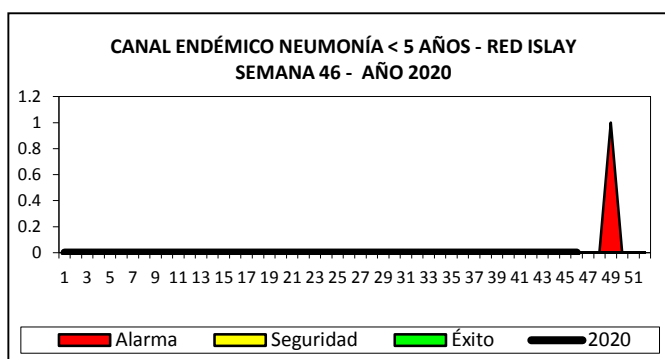 CANAL ENDÉMICO NEUMONÍA < 5 AÑOS - RED ISLAY
SEMANA 46 - AÑO 2020
1.2
1
0.8
0.6
0.4
0.2
0
1 3 5 7 9 11 13 15 17 19 21 23 25 27 29 31 33 35 37 39 41 43 45 47 49 51
Alarma Seguridad Éxito 2020